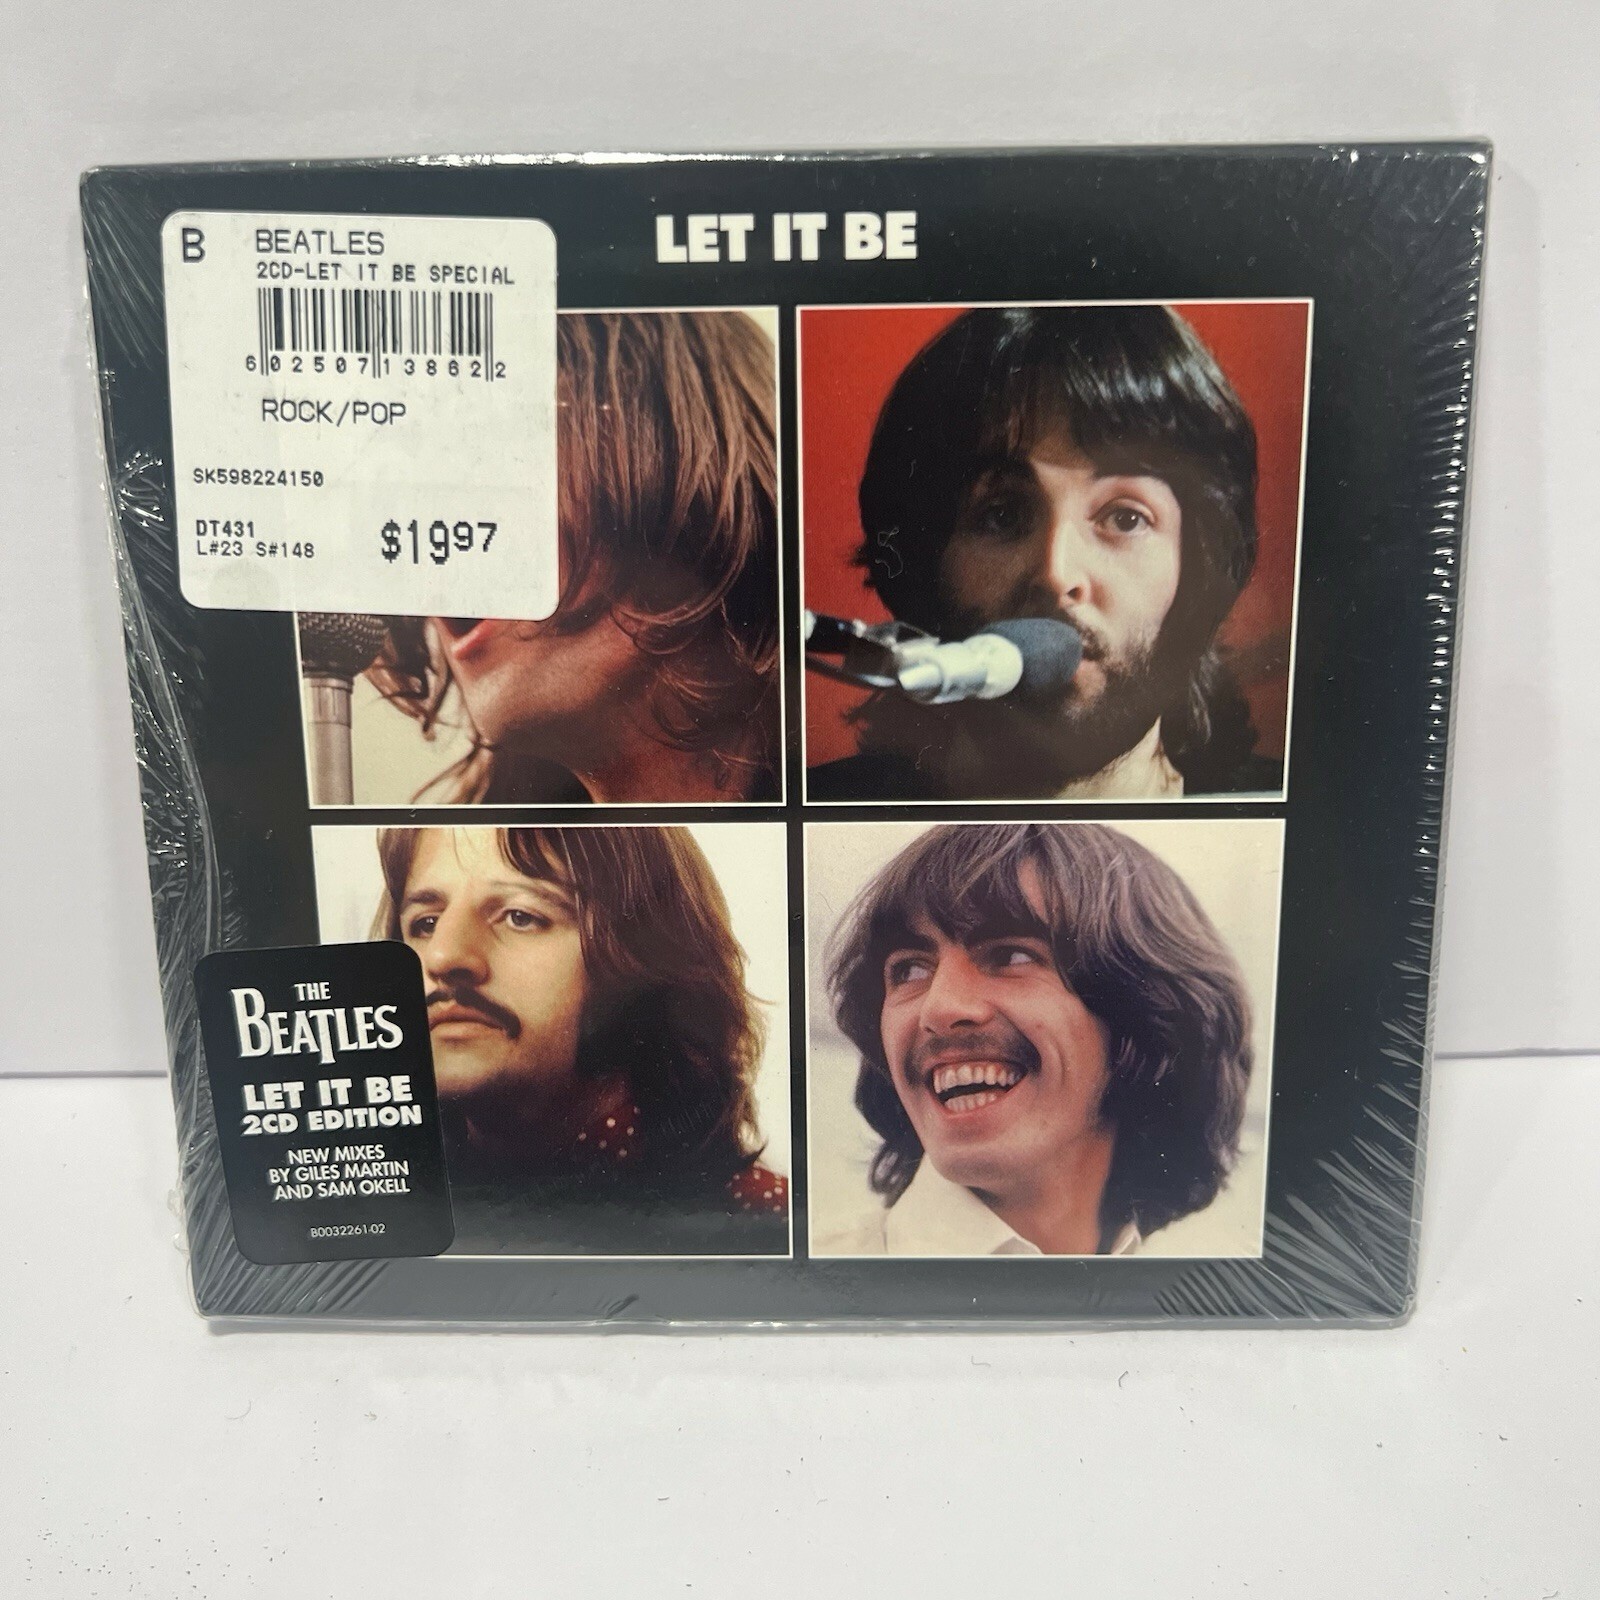 LET IT BE
B BEATLES
2CD-LET IT BE SPECIAL
6 02507 13862 2
ROCK/POP
SK598224150
DT431
L#23 S#148
$19.97
THE
BEATLES
LET IT BE
2CD EDITION
NEW MIXES
BY GILES MARTIN
AND SAM OKELL
B0032261-02